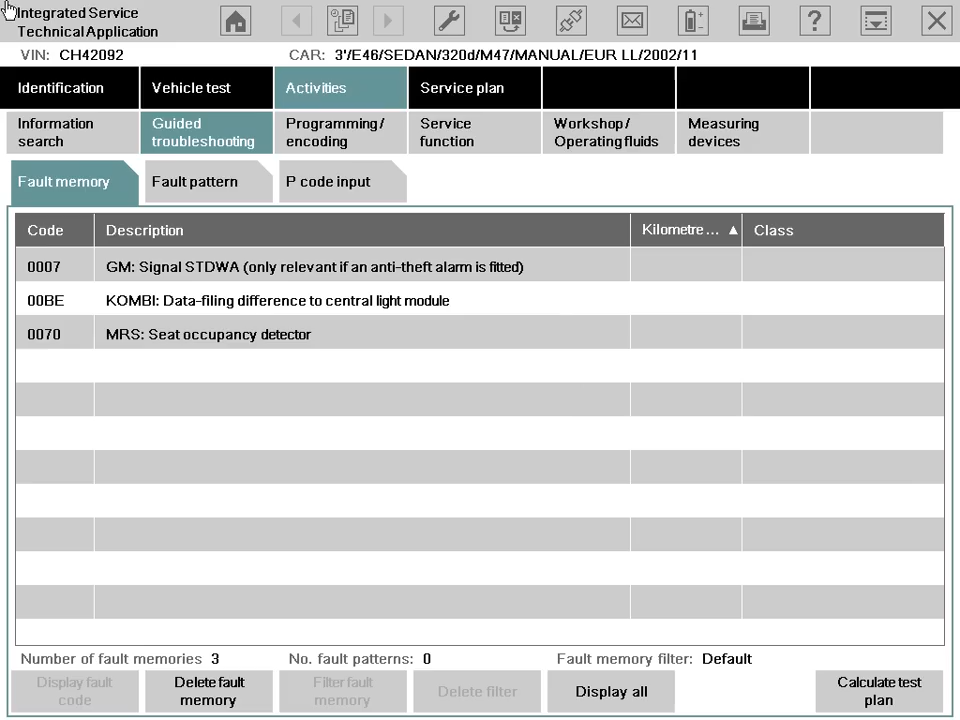 Integrated Service
Technical Application
VIN: CH42092 CAR: 3'/E46/SEDAN/320d/M47/MANUAL/EUR LL/2002/11
Identification Vehicle test Activities Service plan
Information search Guided troubleshooting Programming/ encoding Service function Workshop/ Operating fluids Measuring devices
Fault memory Fault pattern P code input
Code Description Kilometre... ▲ Class
0007 GM: Signal STDWA (only relevant if an anti-theft alarm is fitted)
00BE KOMBI: Data-filing difference to central light module
0070 MRS: Seat occupancy detector
Number of fault memories 3 No. fault patterns: 0 Fault memory filter: Default
Display fault code Delete fault memory Filter fault memory Delete filter Display all Calculate test plan